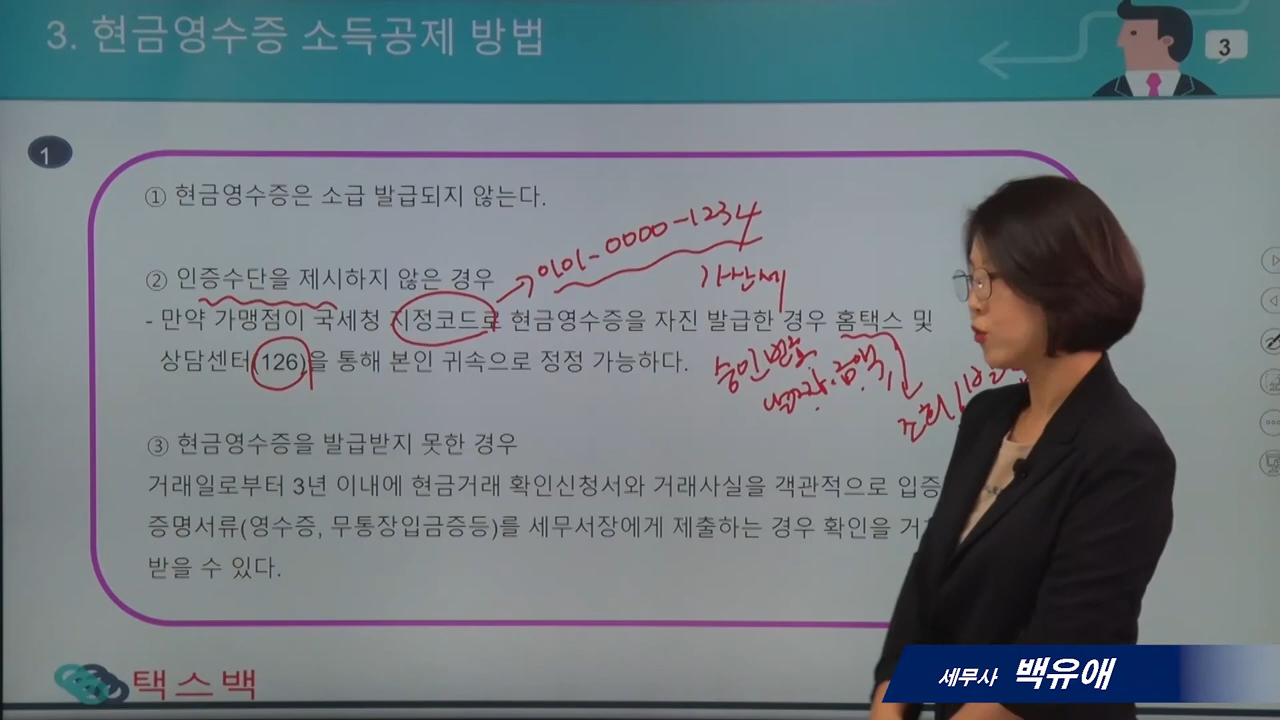 3. 현금영수증 소득공제 방법
3
1
① 현금영수증은 소급 발급되지 않는다.
010-0000-1234
② 인증수단을 제시하지 않은 경우
가산세
- 만약 가맹점이 국세청 지정코드로 현금영수증을 자진 발급한 경우 홈택스 및
상담센터(126)을 통해 본인 귀속으로 정정 가능하다.
승인번호
날짜. 금액
조회
③ 현금영수증을 발급받지 못한 경우
거래일로부터 3년 이내에 현금거래 확인신청서와 거래사실을 객관적으로 입증
증명서류(영수증, 무통장입금증등)를 세무서장에게 제출하는 경우 확인을
받을 수 있다.
택스백
세무사 백유애